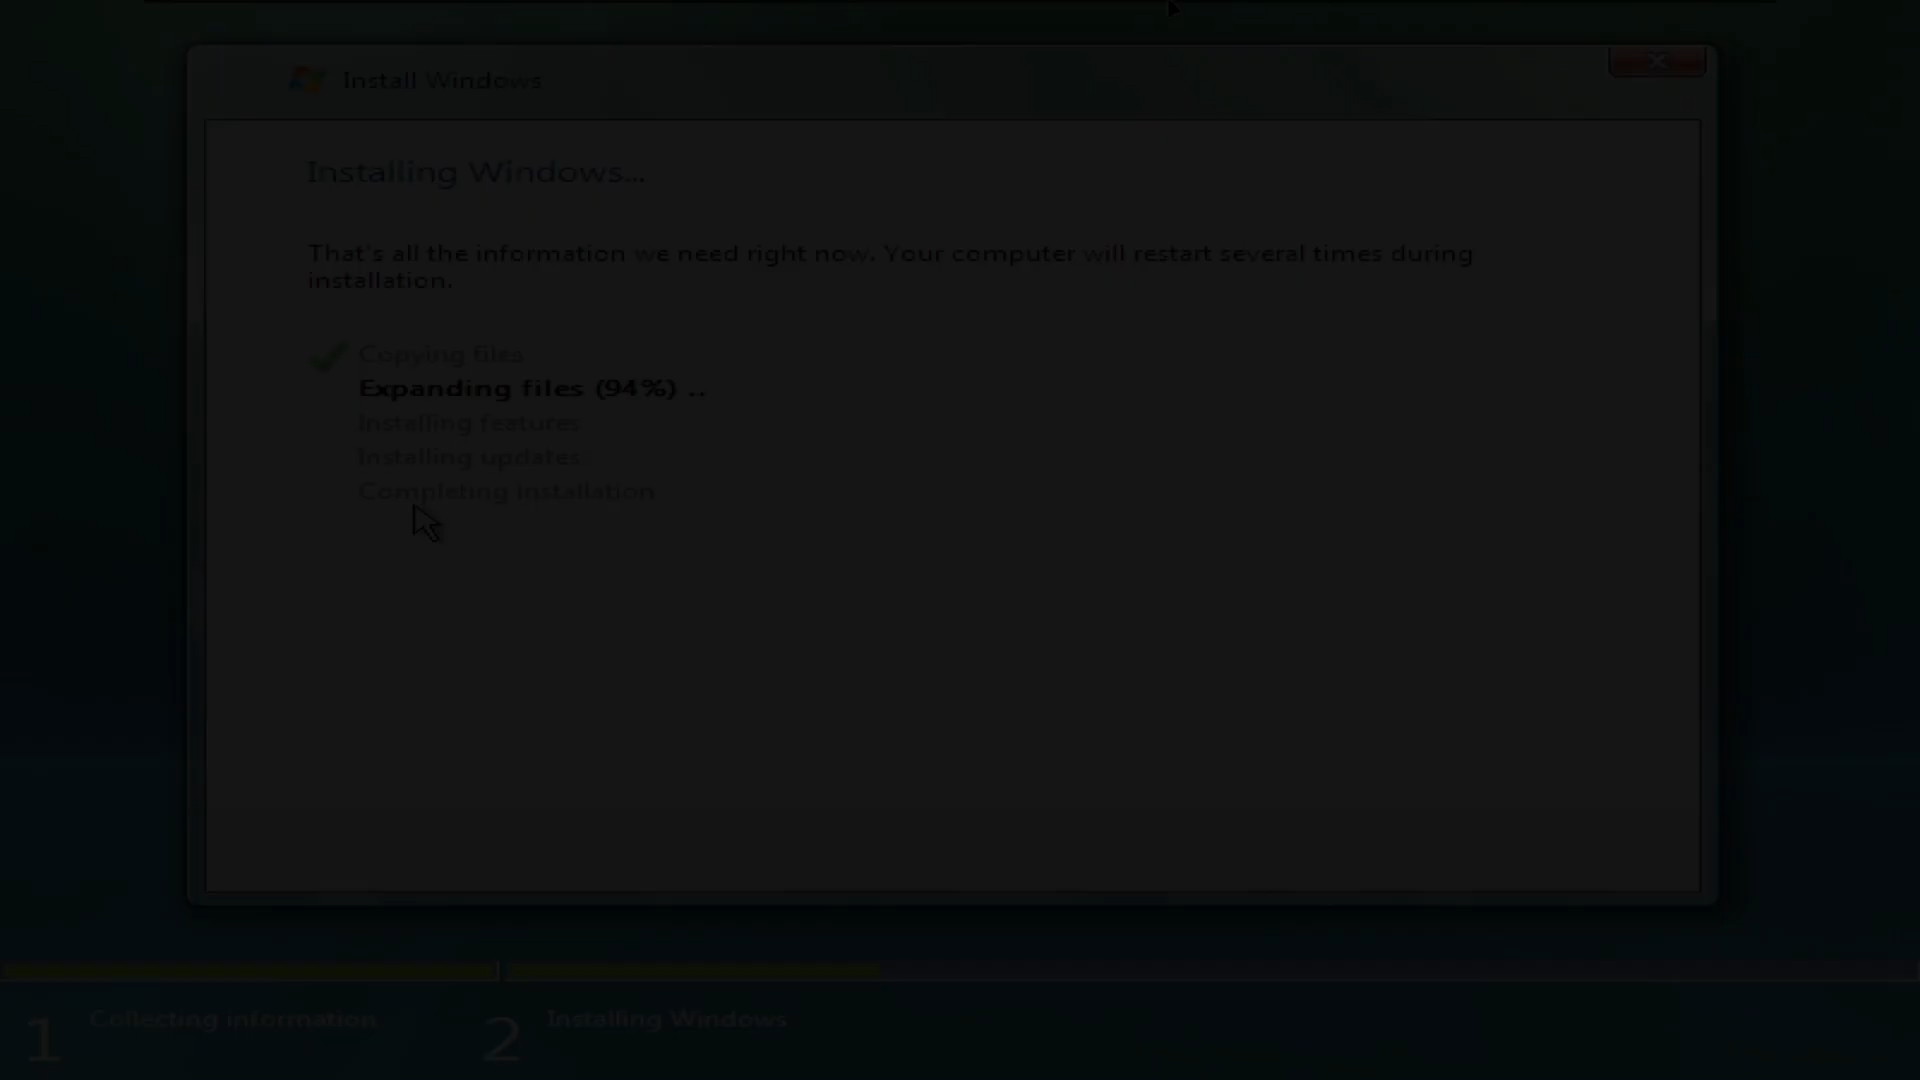 Install Windows
Installing Windows...
That's all the information we need right now. Your computer will restart several times during
installation.
Copying files
Expanding files (94%) ..
Installing features
Installing updates
Completing installation
1 Collecting information
2 Installing Windows